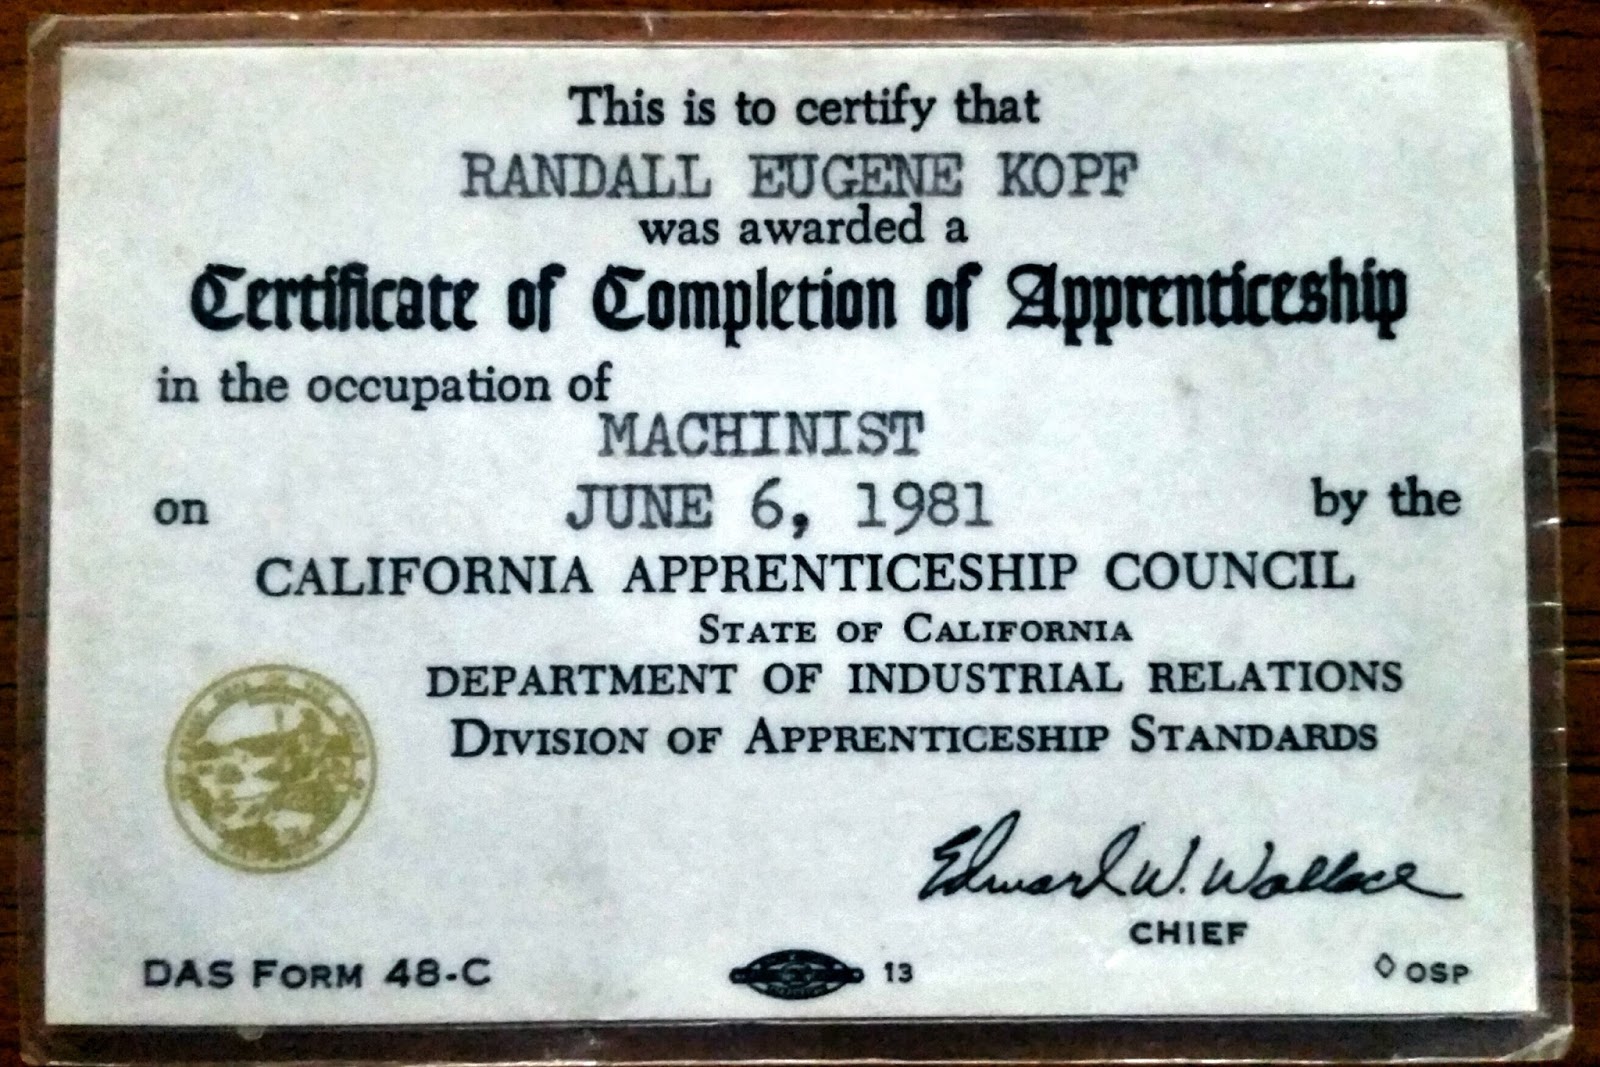 This is to certify that
RANDALL EUGENE KOPF
was awarded a
Certificate of Completion of Apprenticeship
in the occupation of
MACHINIST
on JUNE 6, 1981 by the
CALIFORNIA APPRENTICESHIP COUNCIL
STATE OF CALIFORNIA
DEPARTMENT OF INDUSTRIAL RELATIONS
DIVISION OF APPRENTICESHIP STANDARDS
Edward W. Wallace
CHIEF
DAS FORM 48-C 13 ◊ OSP